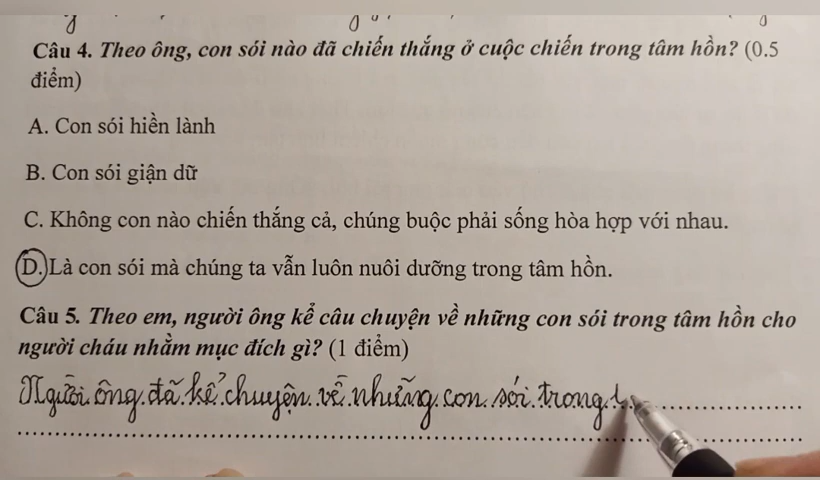 Câu 4. Theo ông, con sói nào đã chiến thắng ở cuộc chiến trong tâm hồn? (0.5
điểm)
A. Con sói hiền lành
B. Con sói giận dữ
C. Không con nào chiến thắng cả, chúng buộc phải sống hòa hợp với nhau.
D. Là con sói mà chúng ta vẫn luôn nuôi dưỡng trong tâm hồn.
Câu 5. Theo em, người ông kể câu chuyện về những con sói trong tâm hồn cho
người cháu nhằm mục đích gì? (1 điểm)
Người ông đã kể chuyện về những con sói trong t